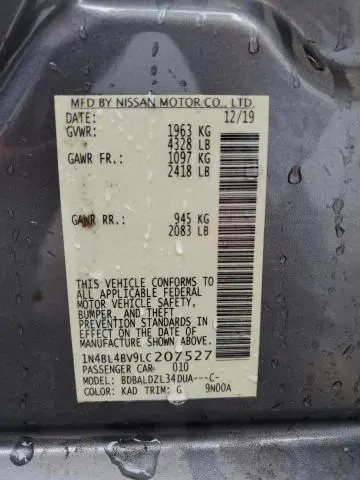 MFD BY NISSAN MOTOR CO., LTD.
DATE: 12/19
GVWR: 1963 KG
4328 LB
GAWR FR.: 1097 KG
2418 LB
GAWR RR.: 945 KG
2083 LB
THIS VEHICLE CONFORMS TO
ALL APPLICABLE FEDERAL
MOTOR VEHICLE SAFETY,
BUMPER, AND THEFT
PREVENTION STANDARDS IN
EFFECT ON THE DATE OF
MANUFACTURE SHOWN ABOVE.
1N4BL4BV9LC207527
PASSENGER CAR 010
MODEL: BDBALDZL34DUA---C-
COLOR: KAD TRIM: G 9N00A